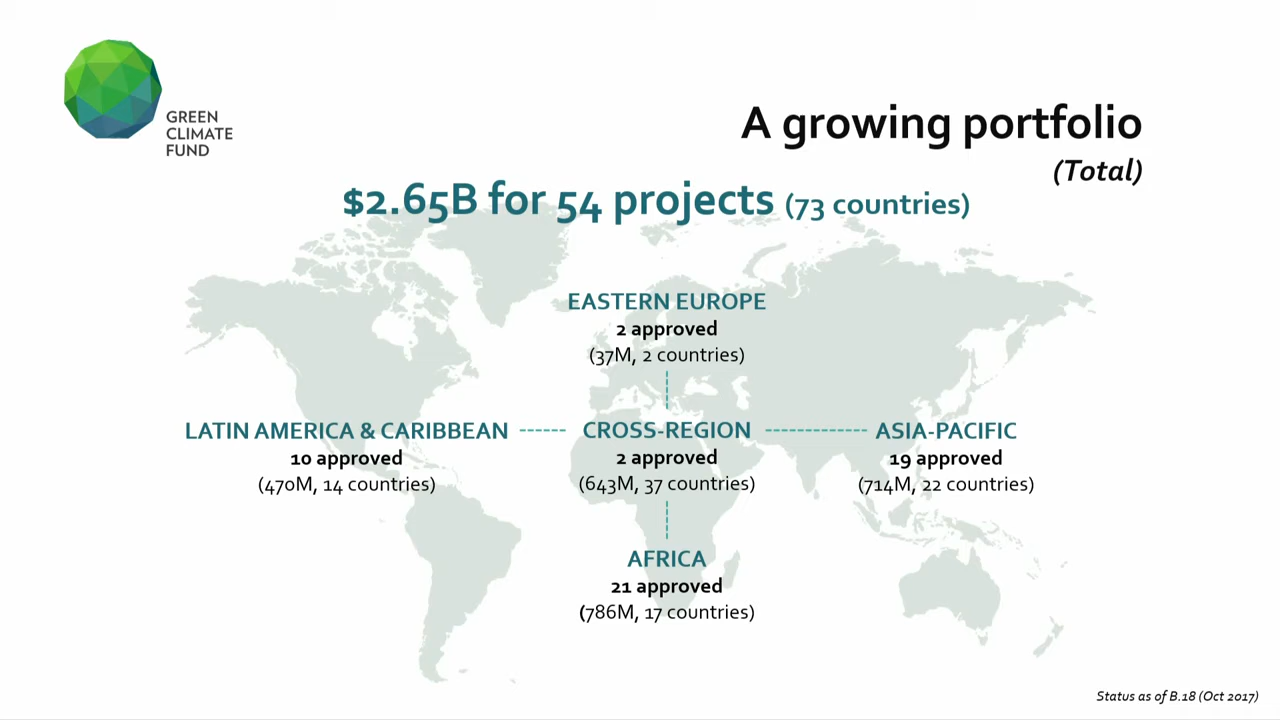 GREEN
CLIMATE
FUND
A growing portfolio
(Total)
$2.65B for 54 projects (73 countries)
EASTERN EUROPE
2 approved
(37M, 2 countries)
LATIN AMERICA & CARIBBEAN
10 approved
(470M, 14 countries)
CROSS-REGION
2 approved
(643M, 37 countries)
ASIA-PACIFIC
19 approved
(714M, 22 countries)
AFRICA
21 approved
(786M, 17 countries)
Status as of B.18 (Oct 2017)